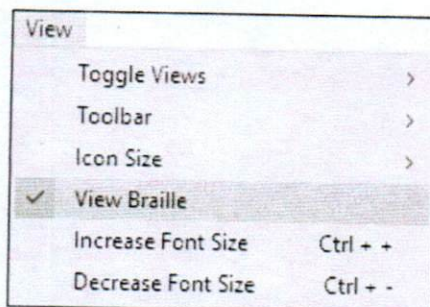 View
Toggle Views >
Toolbar >
Icon Size >
✓ View Braille
Increase Font Size Ctrl + +
Decrease Font Size Ctrl + -